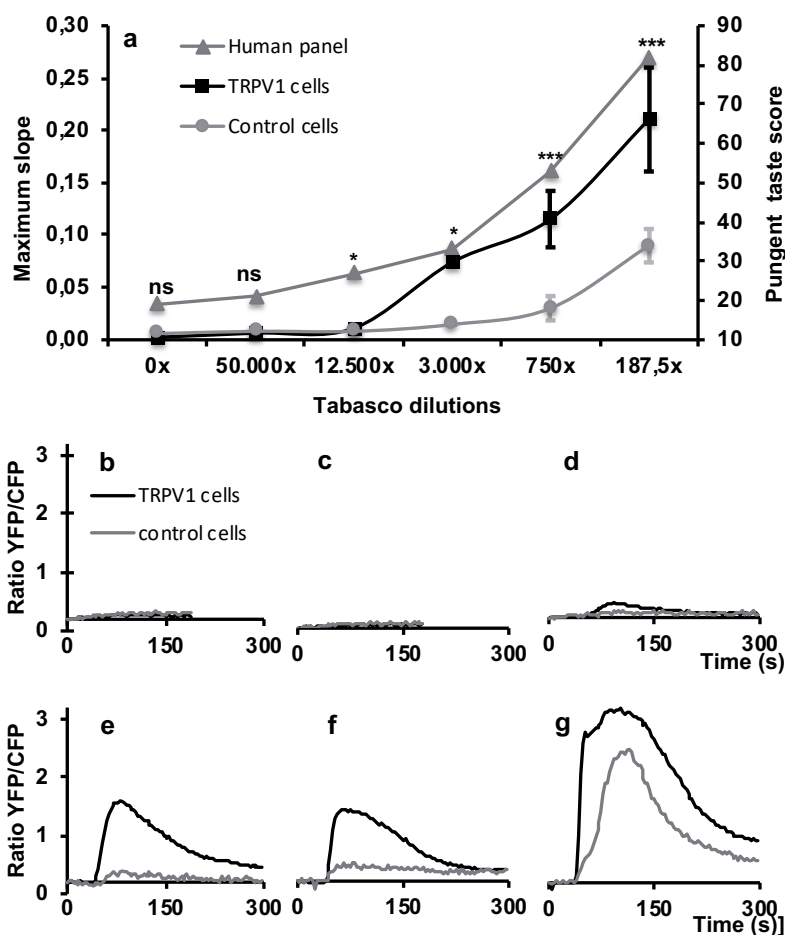 a
Human panel
TRPV1 cells
Control cells
0,30
0,25
0,20
0,15
0,10
0,05
0,00
Maximum slope
90
80
70
60
50
40
30
20
10
Pungent taste score
ns
ns
*
*
***
***
0x
50.000x
12.500x
3.000x
750x
187,5x
Tabasco dilutions
b
TRPV1 cells
control cells
Ratio YFP/CFP
3
2
1
0
0 150 300
c
0 150 300
d
0 150 300
Time (s)
e
Ratio YFP/CFP
3
2
1
0
0 150 300
f
0 150 300
g
0 150 300
Time (s)]